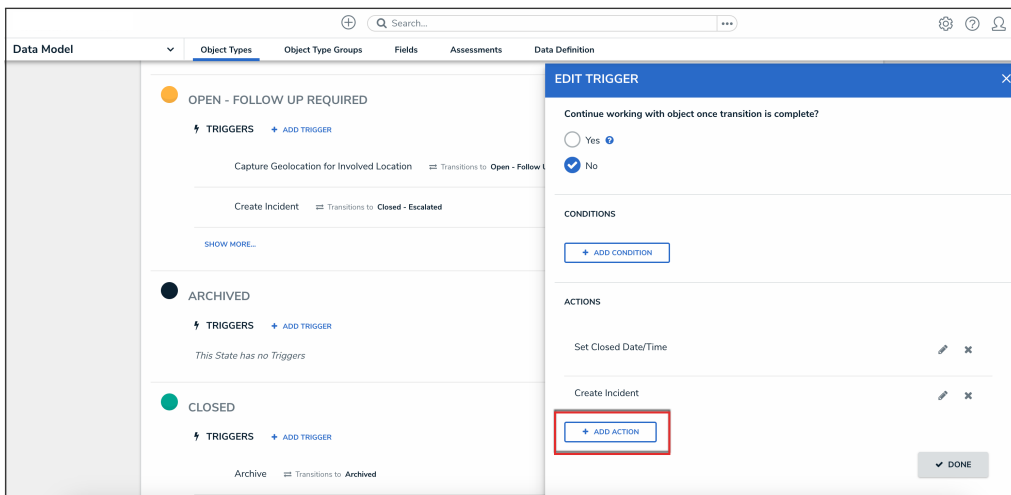 Search...
Data Model
Object Types
Object Type Groups
Fields
Assessments
Data Definition
OPEN - FOLLOW UP REQUIRED
TRIGGERS + ADD TRIGGER
Capture Geolocation for Involved Location Transitions to Open - Follow U
Create Incident Transitions to Closed - Escalated
SHOW MORE...
ARCHIVED
TRIGGERS + ADD TRIGGER
This State has no Triggers
CLOSED
TRIGGERS + ADD TRIGGER
Archive Transitions to Archived
EDIT TRIGGER
Continue working with object once transition is complete?
Yes
No
CONDITIONS
+ ADD CONDITION
ACTIONS
Set Closed Date/Time
Create Incident
+ ADD ACTION
DONE